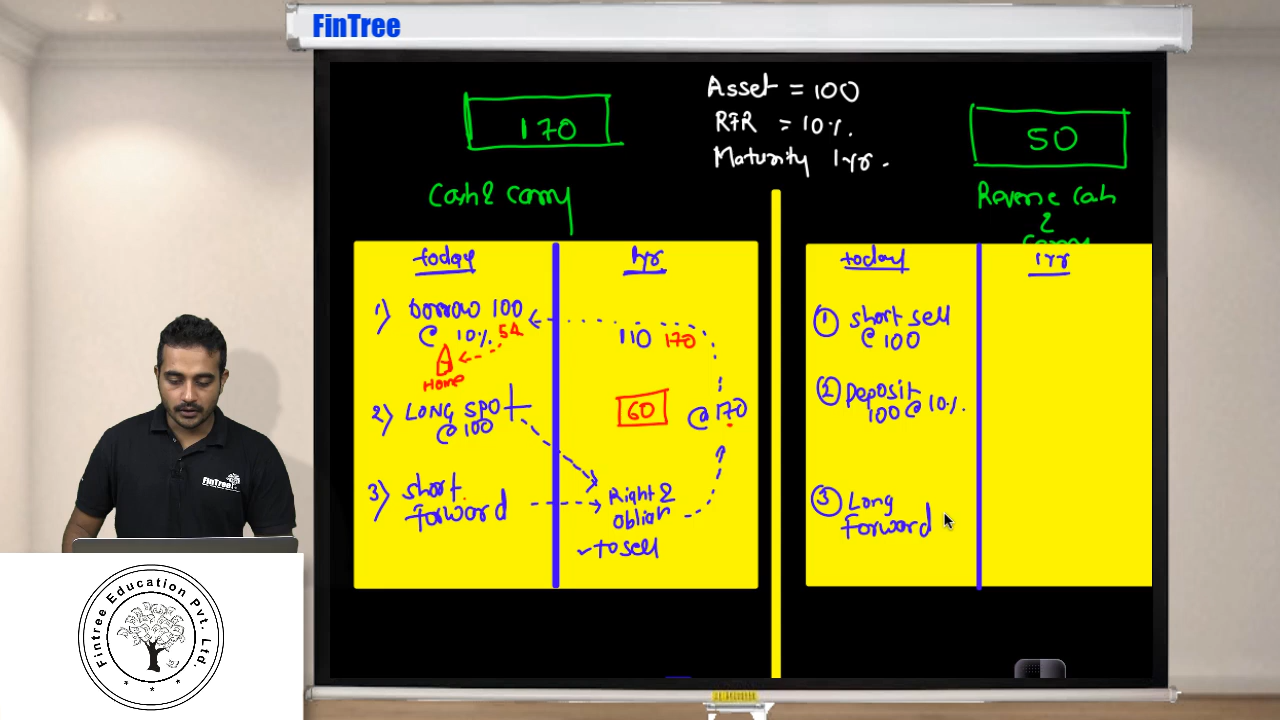 FinTree
Asset = 100
RFR = 10%.
Maturity 1yr.
170
Cash & carry
50
Reverse Cash
&
carry
today
1yr
1) borrow 100
@ 10%.
Home
110 170
2) LONG SPOT
@ 100
60
@ 170
3) short
forward
Right &
Oblign
✓ to sell
today
1yr
① short sell
@ 100
② Deposit
100 @ 10%.
③ Long
Forward
FinTree
Fintree Education Pvt. Ltd.